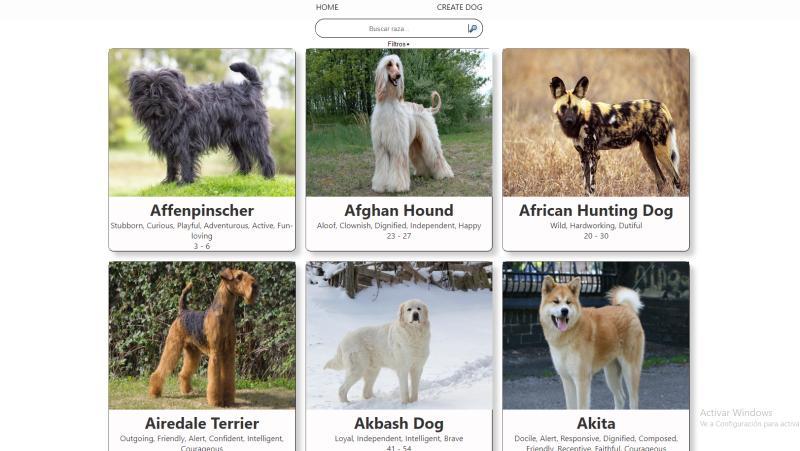 HOME
CREATE DOG
Buscar raza...
Filtros▾
Affenpinscher
Stubborn, Curious, Playful, Adventurous, Active, Fun-
loving
3 - 6
Afghan Hound
Aloof, Clownish, Dignified, Independent, Happy
23 - 27
African Hunting Dog
Wild, Hardworking, Dutiful
20 - 30
Airedale Terrier
Outgoing, Friendly, Alert, Confident, Intelligent,
Courageous
Akbash Dog
Loyal, Independent, Intelligent, Brave
41 - 54
Akita
Docile, Alert, Responsive, Dignified, Composed,
Friendly, Receptive, Faithful, Courageous
Activar Windows
Ve a Configuración para activa